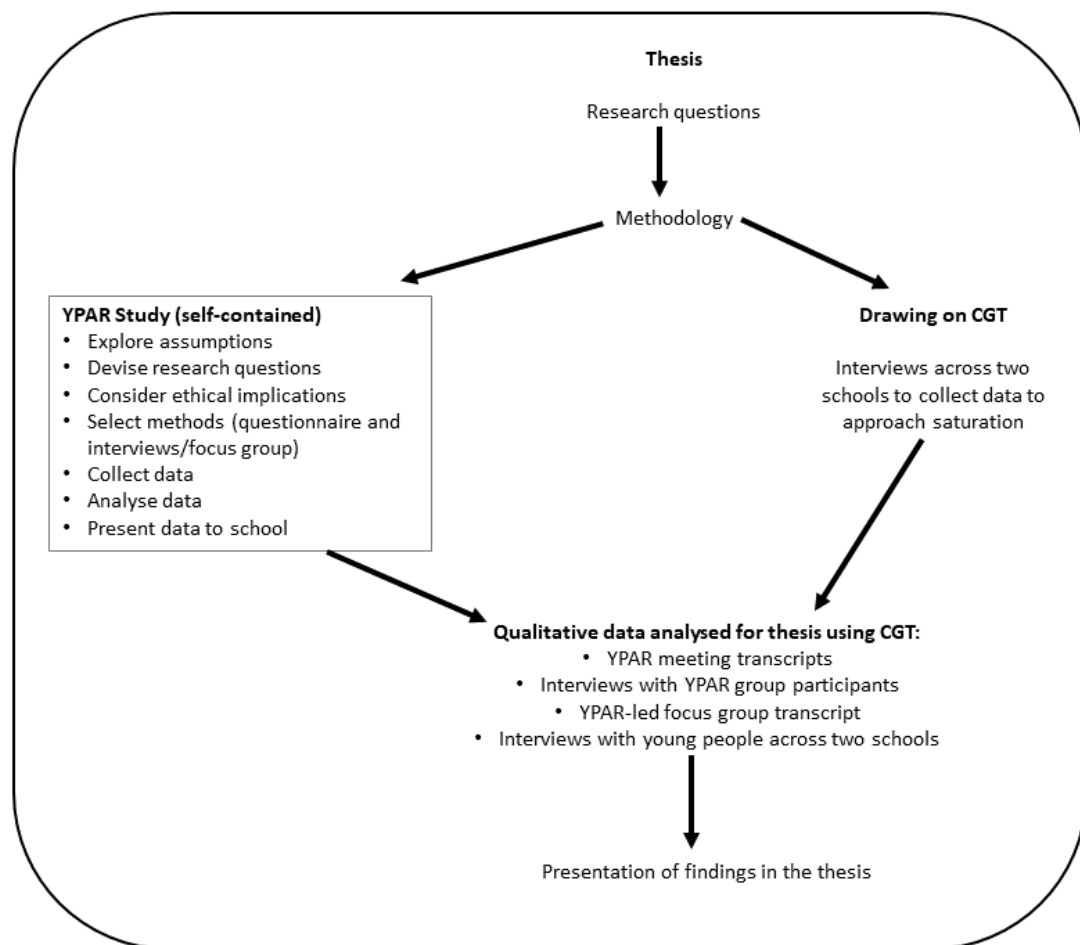 Thesis
Research questions
Methodology
YPAR Study (self-contained)
• Explore assumptions
• Devise research questions
• Consider ethical implications
• Select methods (questionnaire and
interviews/focus group)
• Collect data
• Analyse data
• Present data to school
Drawing on CGT
Interviews across two
schools to collect data to
approach saturation
Qualitative data analysed for thesis using CGT:
• YPAR meeting transcripts
• Interviews with YPAR group participants
• YPAR-led focus group transcript
• Interviews with young people across two schools
Presentation of findings in the thesis